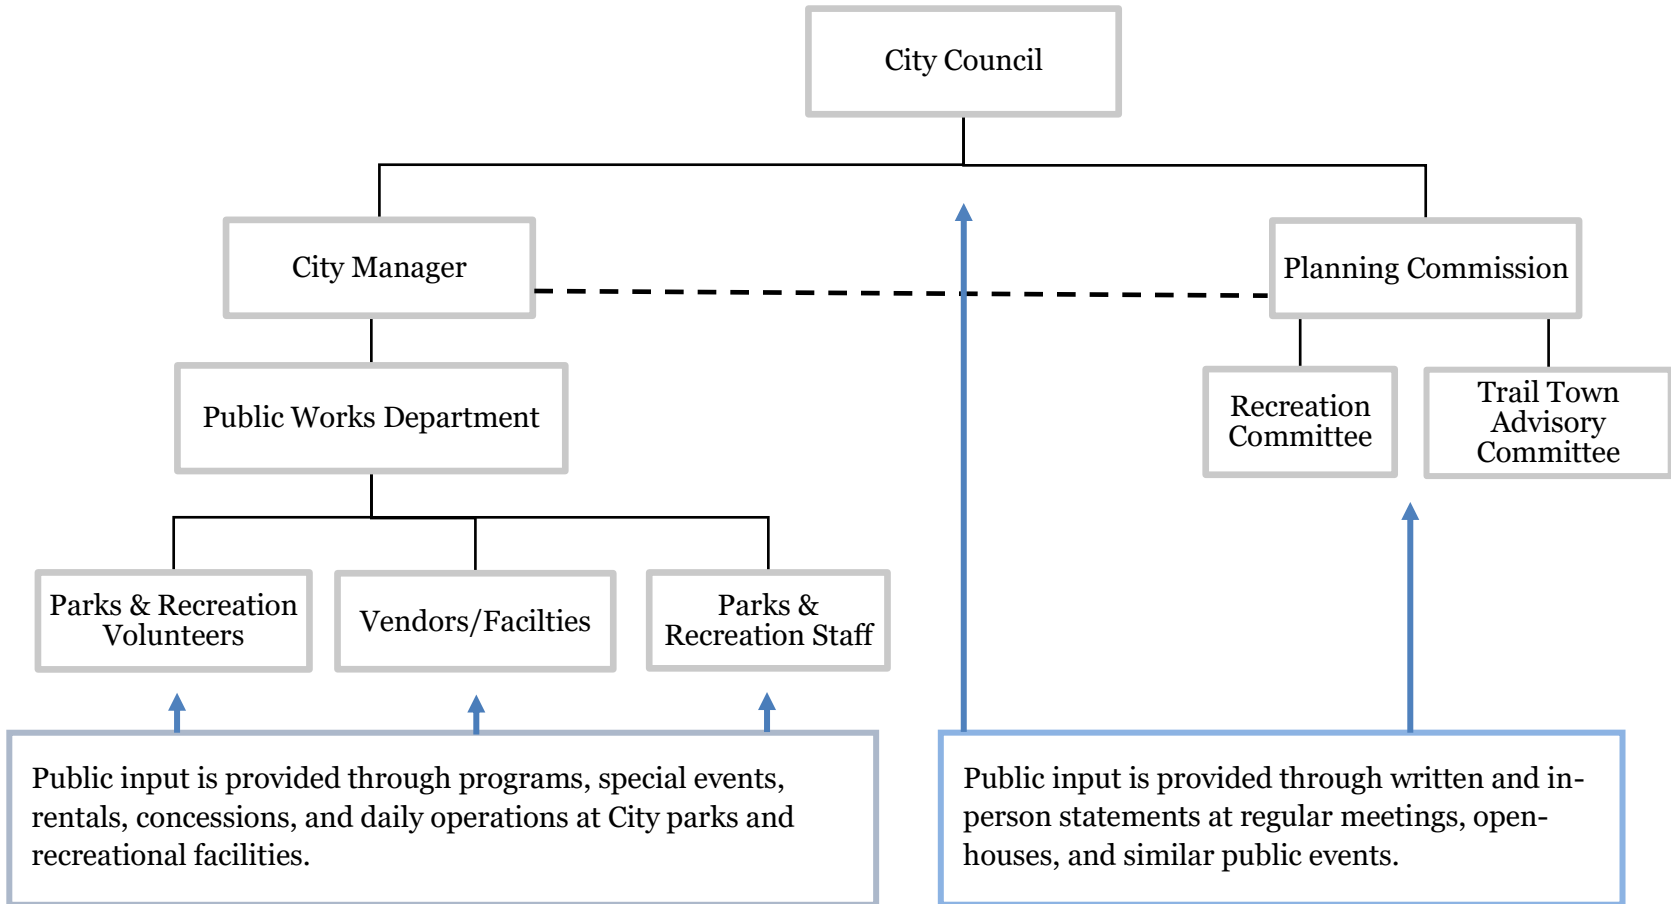 City Council
City Manager
Planning Commission
Public Works Department
Recreation
Committee
Trail Town
Advisory
Committee
Parks & Recreation
Volunteers
Vendors/Facilties
Parks &
Recreation Staff
Public input is provided through programs, special events,
rentals, concessions, and daily operations at City parks and
recreational facilities.
Public input is provided through written and in-
person statements at regular meetings, open-
houses, and similar public events.